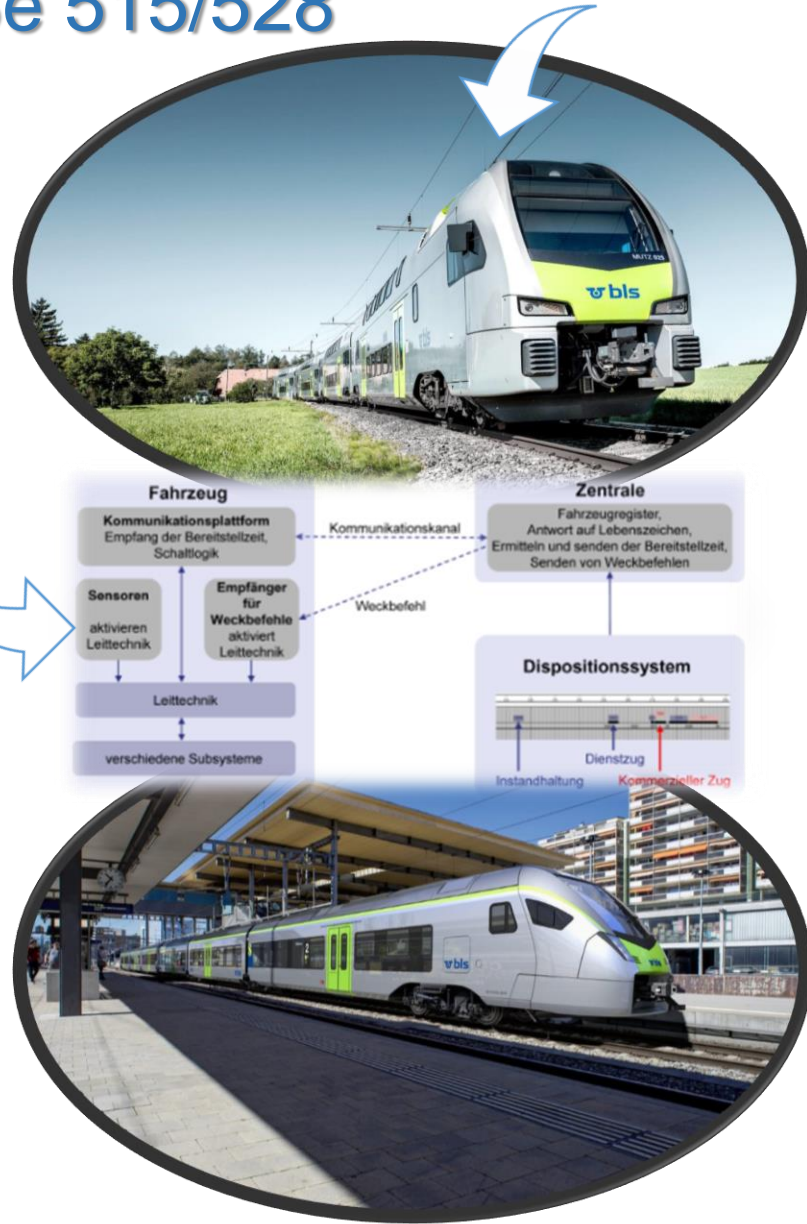 e 515/528
MUTZ 025
bls
bls
Fahrzeug
Kommunikationsplattform
Empfang der Bereitstellzeit,
Schaltlogik
Sensoren
aktivieren
Leittechnik
Empfänger
für
Weckbefehle
aktiviert
Leittechnik
Leittechnik
verschiedene Subsysteme
Kommunikationskanal
Weckbefehl
Zentrale
Fahrzeugregister,
Antwort auf Lebenszeichen,
Ermitteln und senden der Bereitstellzeit,
Senden von Weckbefehlen
Dispositionssystem
Dienstzug
Instandhaltung
Kommerzieller Zug
bls
bls